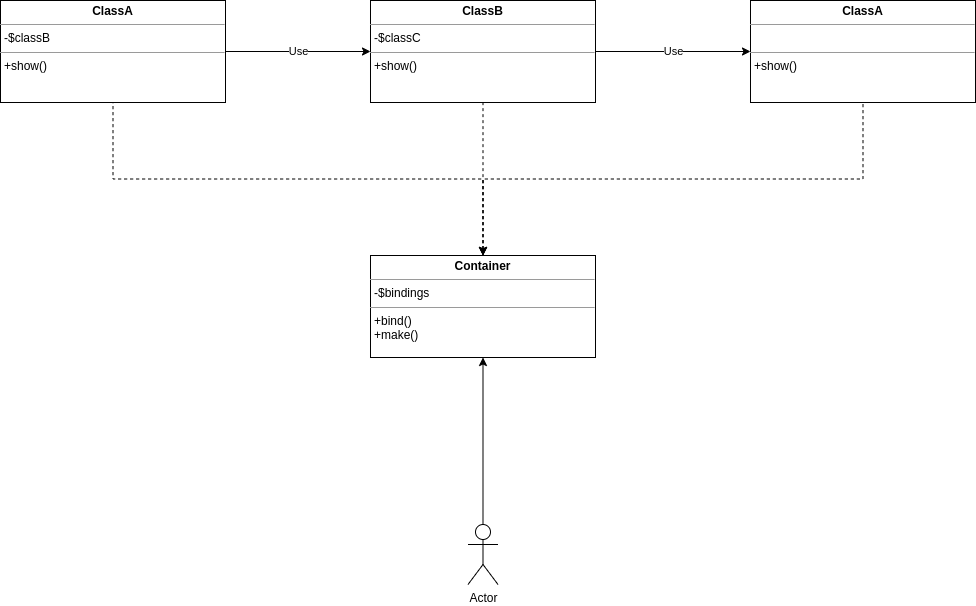 ClassA
-$classB
+show()
Use
ClassB
-$classC
+show()
Use
ClassA
+show()
Container
-$bindings
+bind()
+make()
Actor